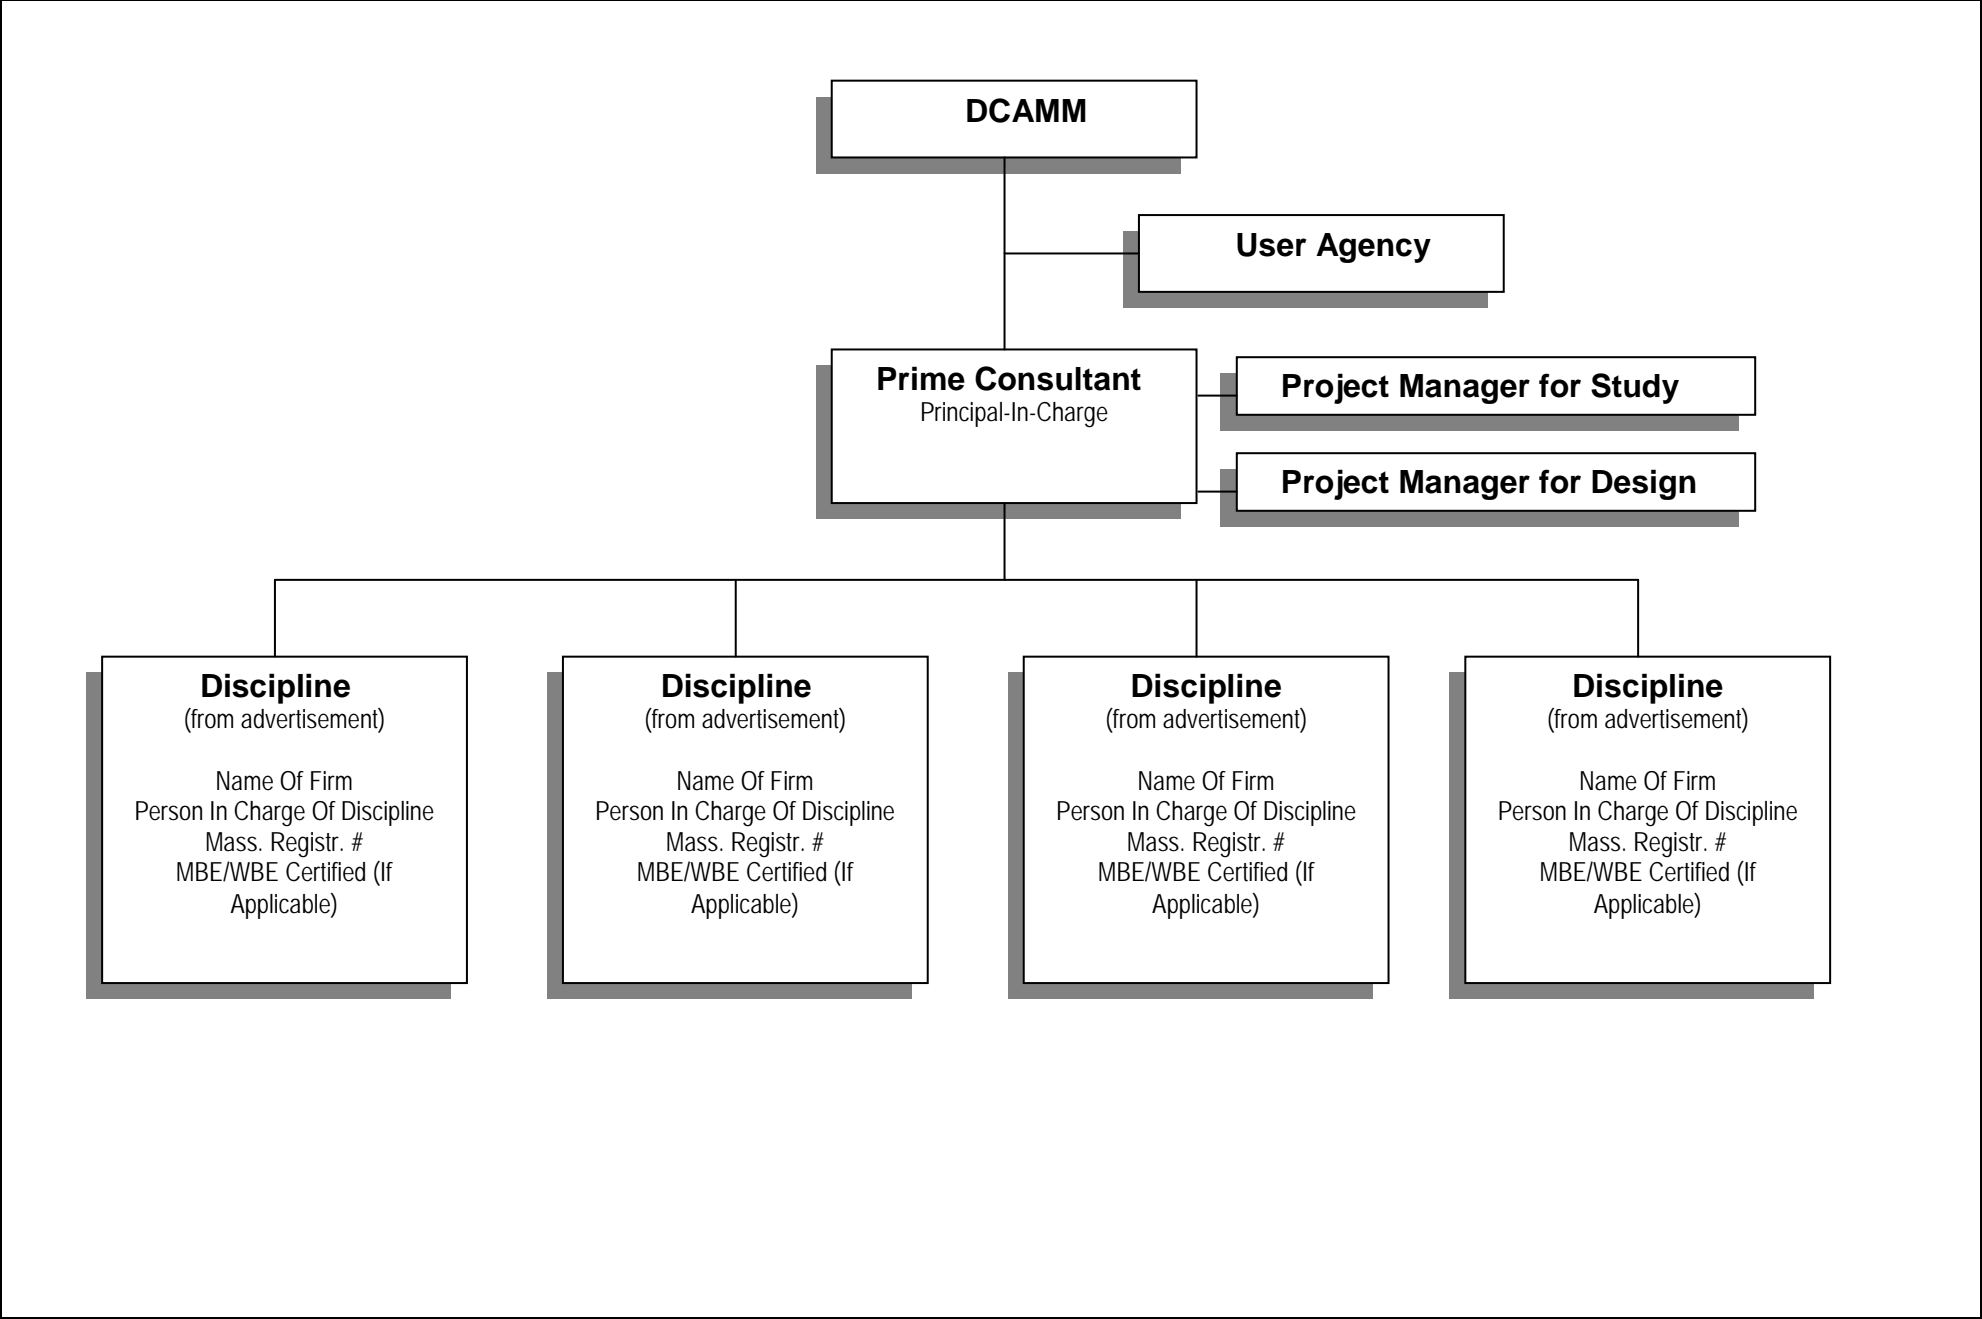 DCAMM
User Agency
Prime Consultant
Principal-In-Charge
Project Manager for Study
Project Manager for Design
Discipline
(from advertisement)
Name Of Firm
Person In Charge Of Discipline
Mass. Registr. #
MBE/WBE Certified (If
Applicable)
Discipline
(from advertisement)
Name Of Firm
Person In Charge Of Discipline
Mass. Registr. #
MBE/WBE Certified (If
Applicable)
Discipline
(from advertisement)
Name Of Firm
Person In Charge Of Discipline
Mass. Registr. #
MBE/WBE Certified (If
Applicable)
Discipline
(from advertisement)
Name Of Firm
Person In Charge Of Discipline
Mass. Registr. #
MBE/WBE Certified (If
Applicable)